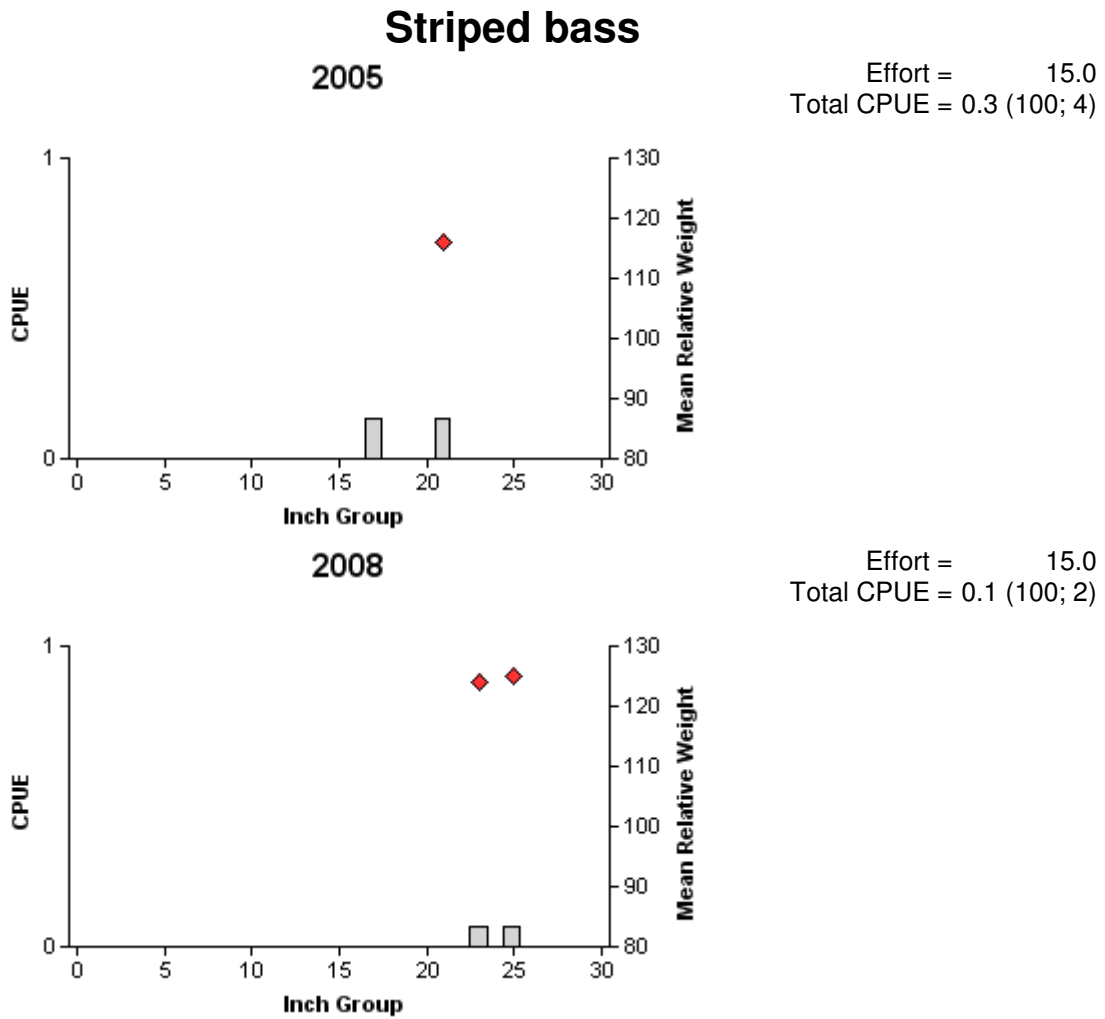 Striped bass
2005
Effort = 15.0
Total CPUE = 0.3 (100; 4)
1
130
120
110
100
90
0
80
CPUE
Mean Relative Weight
0 5 10 15 20 25 30
Inch Group
2008
Effort = 15.0
Total CPUE = 0.1 (100; 2)
1
130
120
110
100
90
0
80
CPUE
Mean Relative Weight
0 5 10 15 20 25 30
Inch Group